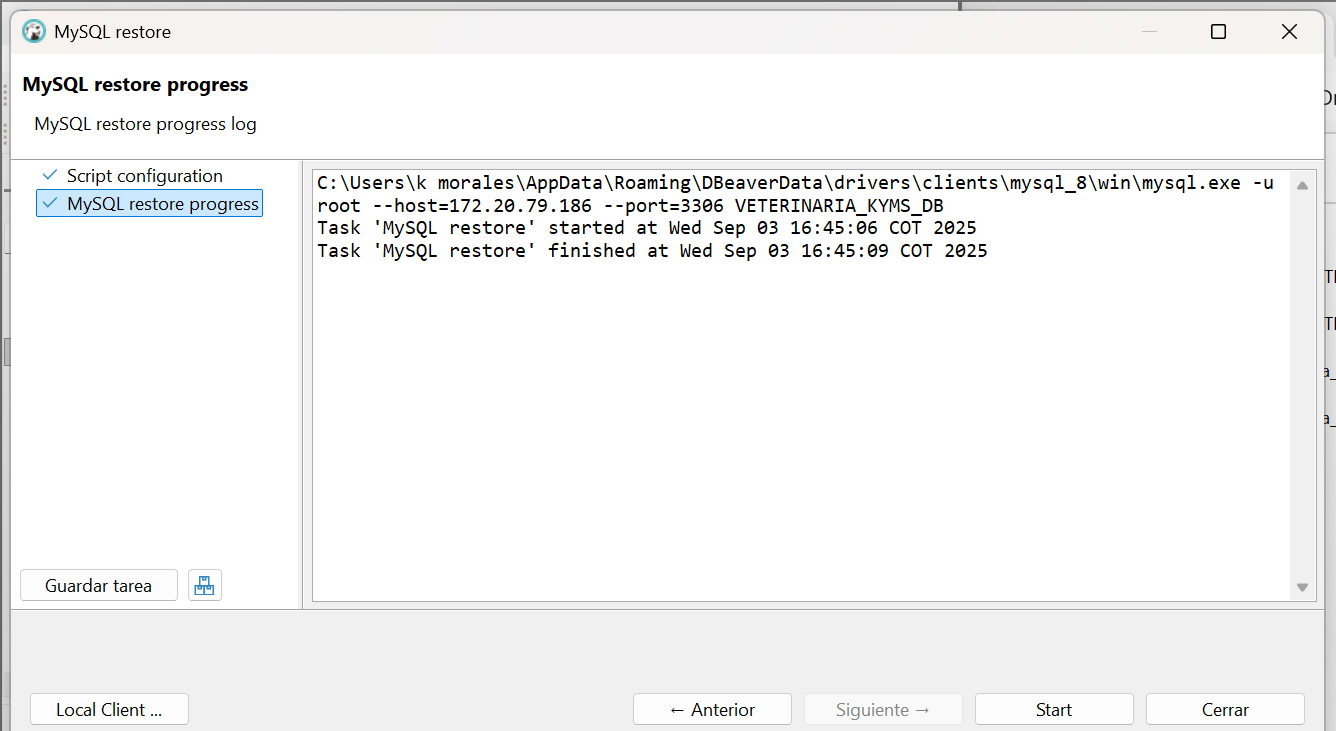 MySQL restore
MySQL restore progress
MySQL restore progress log
Script configuration
MySQL restore progress
C:\Users\k morales\AppData\Roaming\DBeaverData\drivers\clients\mysql_8\win\mysql.exe -u
root --host=172.20.79.186 --port=3306 VETERINARIA_KYMS_DB
Task 'MySQL restore' started at Wed Sep 03 16:45:06 COT 2025
Task 'MySQL restore' finished at Wed Sep 03 16:45:09 COT 2025
Guardar tarea
Local Client ...
← Anterior
Siguiente →
Start
Cerrar